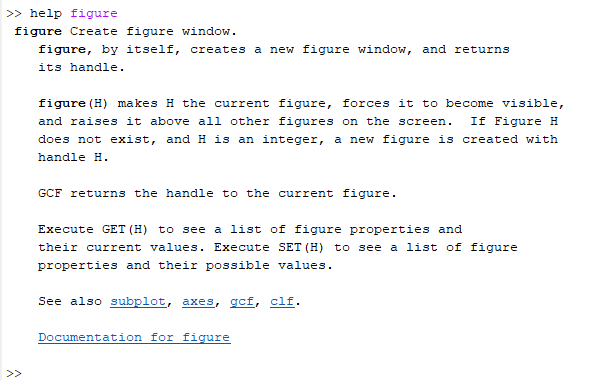 >> help figure
figure Create figure window.
figure, by itself, creates a new figure window, and returns
its handle.
figure(H) makes H the current figure, forces it to become visible,
and raises it above all other figures on the screen.  If Figure H
does not exist, and H is an integer, a new figure is created with
handle H.
GCF returns the handle to the current figure.
Execute GET(H) to see a list of figure properties and
their current values. Execute SET(H) to see a list of figure
properties and their possible values.
See also subplot, axes, gcf, clf.
Documentation for figure
>>